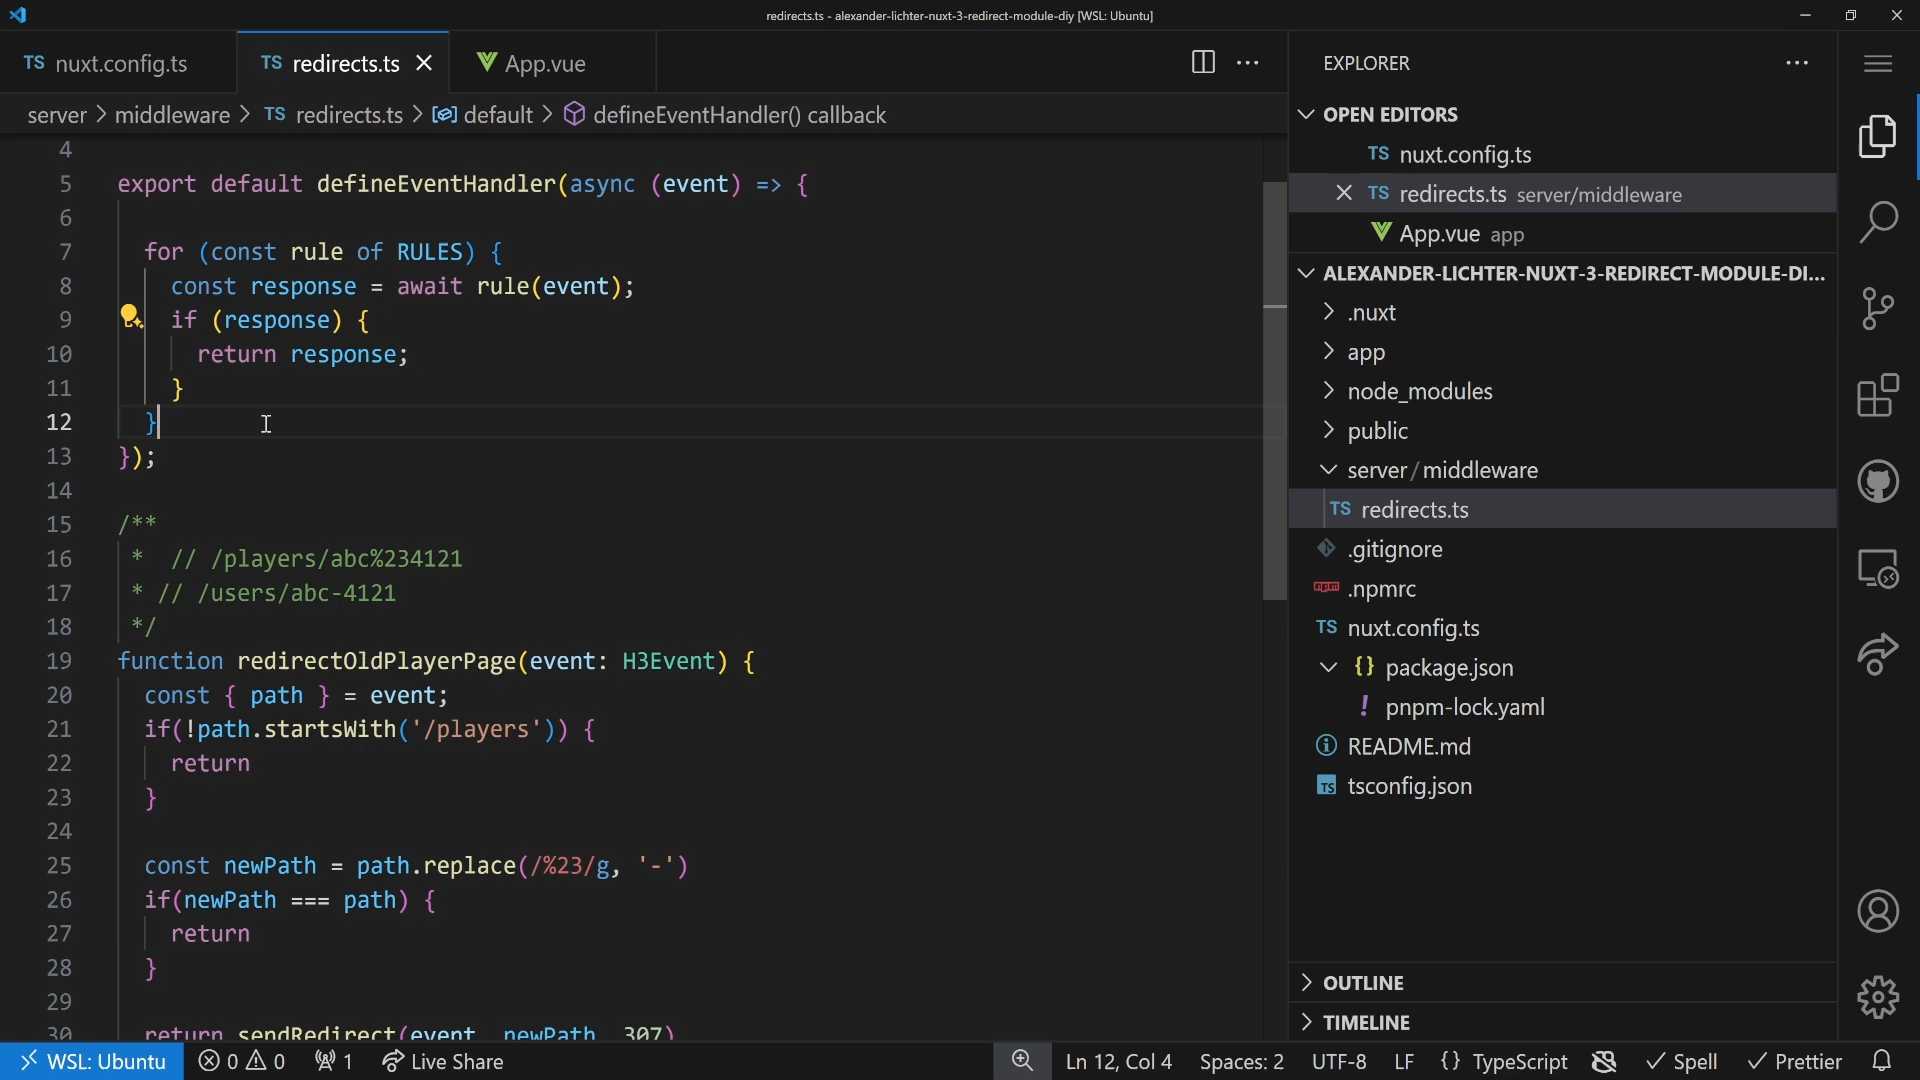 redirects.ts - alexander-lichter-nuxt-3-redirect-module-diy [WSL: Ubuntu]
TS nuxt.config.ts
TS redirects.ts
App.vue
server > middleware > TS redirects.ts > default > defineEventHandler() callback
4
5 export default defineEventHandler(async (event) => {
6
7 for (const rule of RULES) {
8 const response = await rule(event);
9 if (response) {
10 return response;
11 }
12 }
13 });
14
15 /**
16 * // /players/abc%234121
17 * // /users/abc-4121
18 */
19 function redirectOldPlayerPage(event: H3Event) {
20 const { path } = event;
21 if(!path.startsWith('/players')) {
22 return
23 }
24
25 const newPath = path.replace(/%23/g, '-')
26 if(newPath === path) {
27 return
28 }
29
30 return sendRedirect(event, newPath, 307)
EXPLORER
OPEN EDITORS
TS nuxt.config.ts
TS redirects.ts server/middleware
App.vue app
ALEXANDER-LICHTER-NUXT-3-REDIRECT-MODULE-DI...
.nuxt
app
node_modules
public
server/middleware
TS redirects.ts
.gitignore
npm .npmrc
TS nuxt.config.ts
{} package.json
! pnpm-lock.yaml
README.md
TS tsconfig.json
OUTLINE
TIMELINE
WSL: Ubuntu 0 0 1 Live Share Ln 12, Col 4 Spaces: 2 UTF-8 LF {} TypeScript Spell Prettier